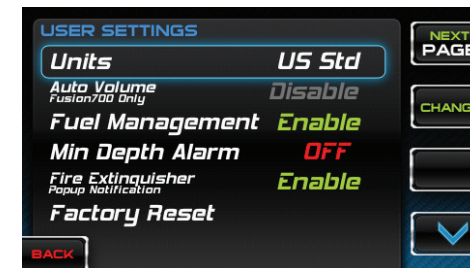 USER SETTINGS
NEXT
PAGE
Units US Std
Auto Volume Disable
Fusion700 Only
CHANG
Fuel Management Enable
Min Depth Alarm OFF
Fire Extinguisher Enable
Popup Notification
Factory Reset
BACK